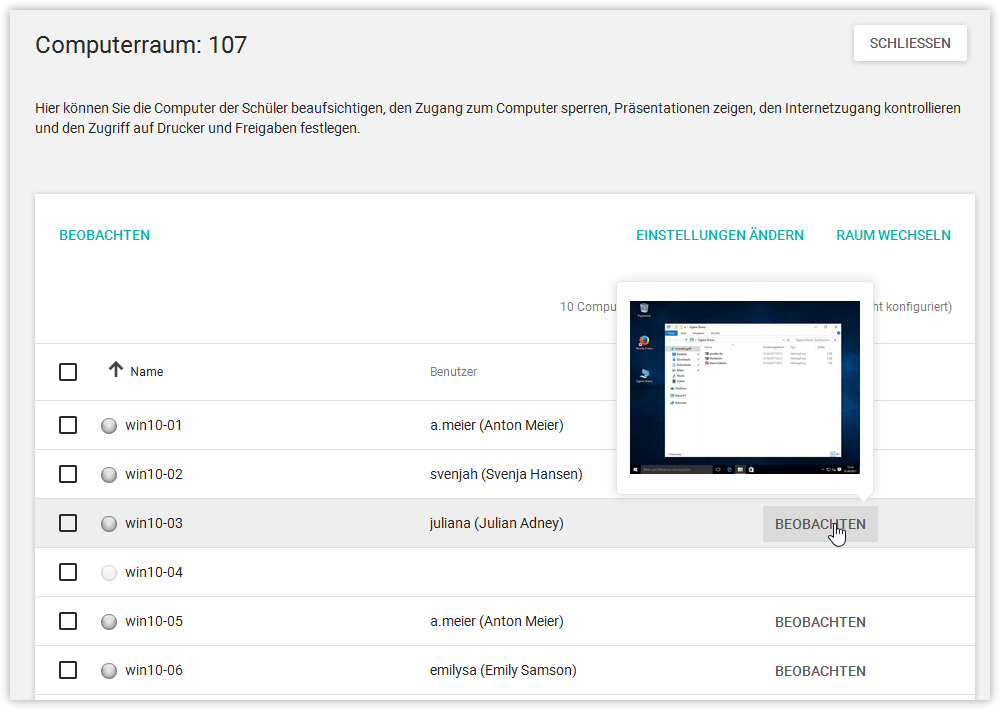 Computerraum: 107
SCHLIESSEN
Hier können Sie die Computer der Schüler beaufsichtigen, den Zugang zum Computer sperren, Präsentationen zeigen, den Internetzugang kontrollieren
und den Zugriff auf Drucker und Freigaben festlegen.
BEOBACHTEN
EINSTELLUNGEN ÄNDERN
RAUM WECHSELN
10 Compu
ht konfiguriert)
Name
Benutzer
win10-01
a.meier (Anton Meier)
win10-02
svenjah (Svenja Hansen)
win10-03
juliana (Julian Adney)
BEOBACHTEN
win10-04
win10-05
a.meier (Anton Meier)
BEOBACHTEN
win10-06
emilysa (Emily Samson)
BEOBACHTEN